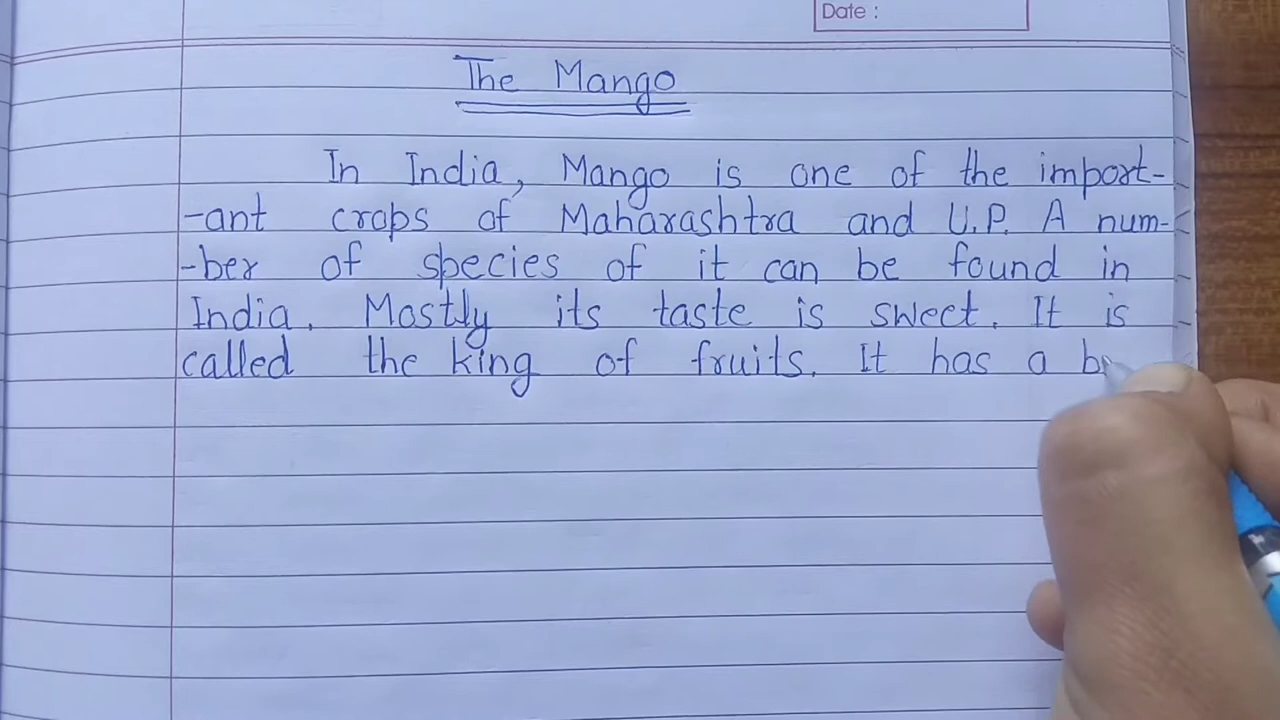 Date :
The Mango
In India, Mango is one of the import-
-ant crops of Maharashtra and U.P. A num-
-ber of species of it can be found in
India. Mostly its taste is sweet. It is
called the king of fruits. It has a